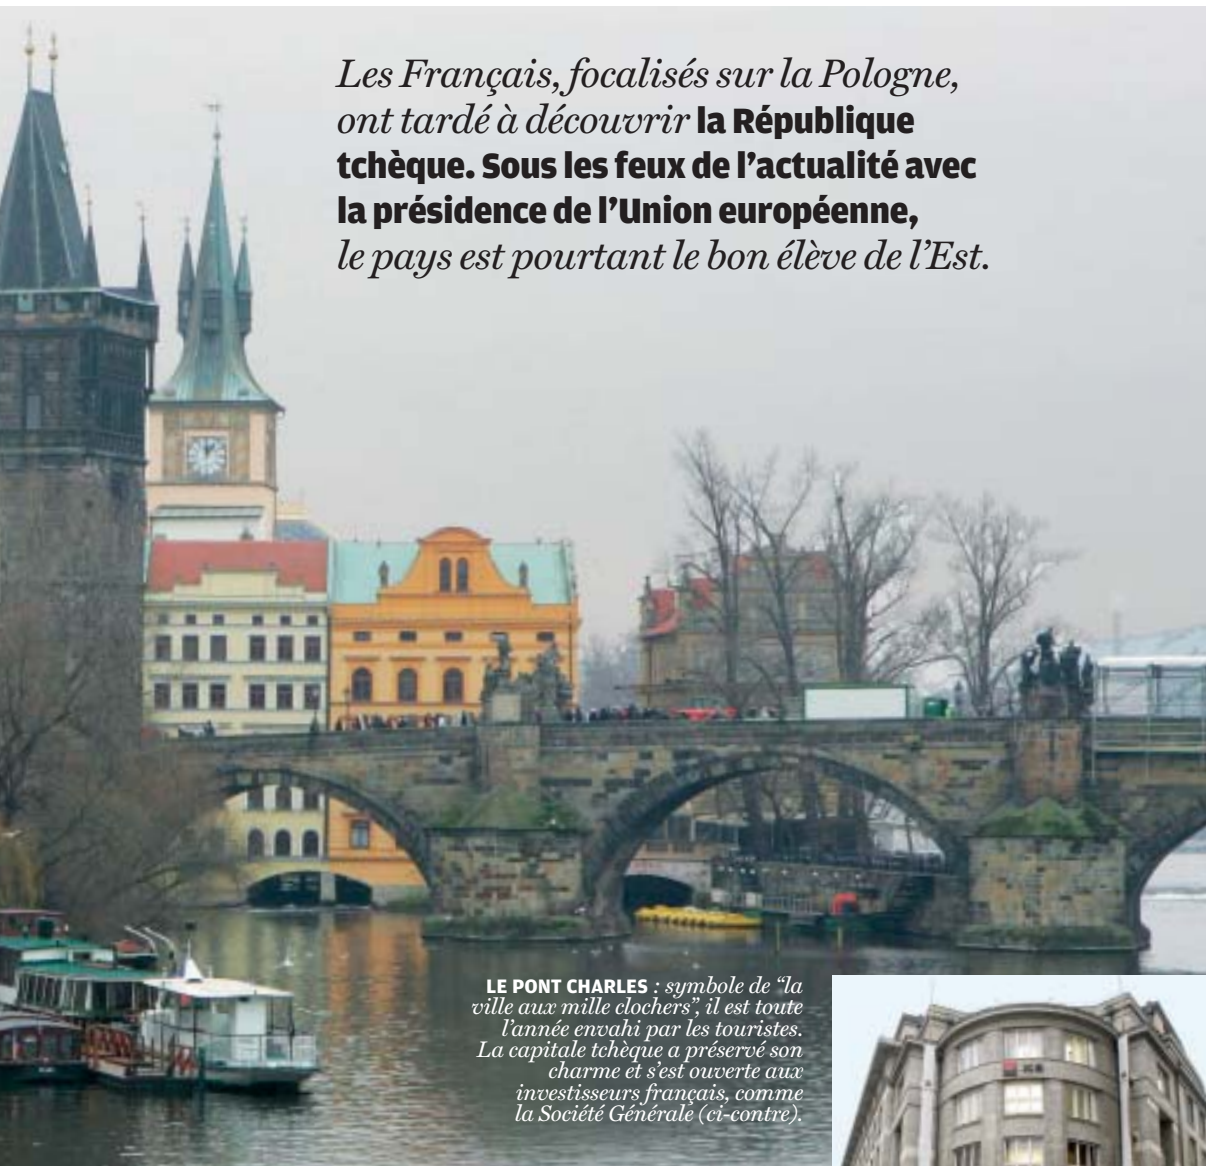 Les Français, focalisés sur la Pologne,
ont tardé à découvrir la République
tchèque. Sous les feux de l’actualité avec
la présidence de l’Union européenne,
le pays est pourtant le bon élève de l’Est.
LE PONT CHARLES : symbole de “la
ville aux mille clochers”, il est toute
l’année envahi par les touristes.
La capitale tchèque a préservé son
charme et s’est ouverte aux
investisseurs français, comme
la Société Générale (ci-contre).
KB